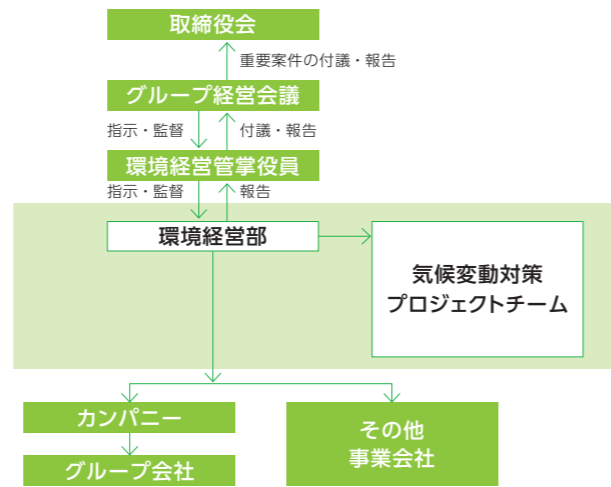 取締役会
重要案件の付議・報告
グループ経営会議
指示・監督
付議・報告
環境経営管掌役員
指示・監督
報告
環境経営部
気候変動対策
プロジェクトチーム
カンパニー
グループ会社
その他
事業会社